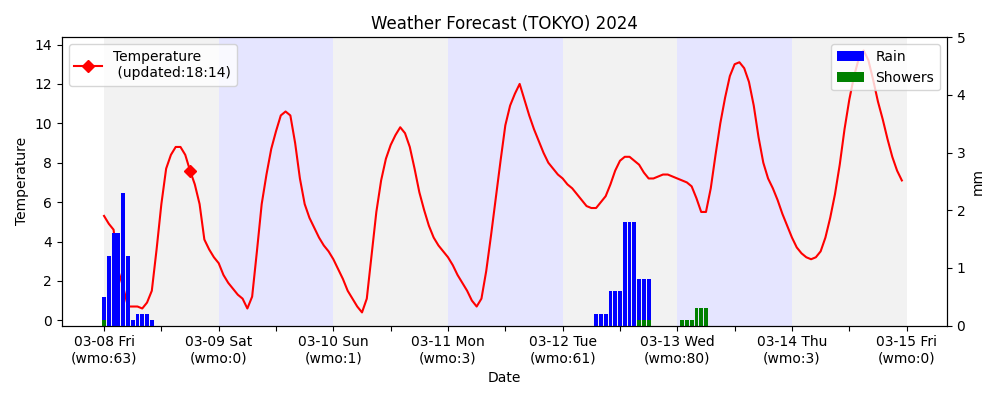 Weather Forecast (TOKYO) 2024
Temperature
(updated:18:14)
Rain
Showers
14
12
10
8
6
4
2
0
Temperature
5
4
3
2
1
0
mm
03-08 Fri
(wmo:63)
03-09 Sat
(wmo:0)
03-10 Sun
(wmo:1)
03-11 Mon
(wmo:3)
03-12 Tue
(wmo:61)
03-13 Wed
(wmo:80)
03-14 Thu
(wmo:3)
03-15 Fri
(wmo:0)
Date